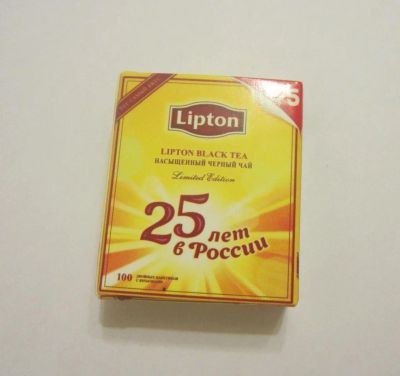 Lipton
LIPTON BLACK TEA
НАСЫЩЕННЫЙ ЧЕРНЫЙ ЧАЙ
Limited Edition
25 лет
в России
100